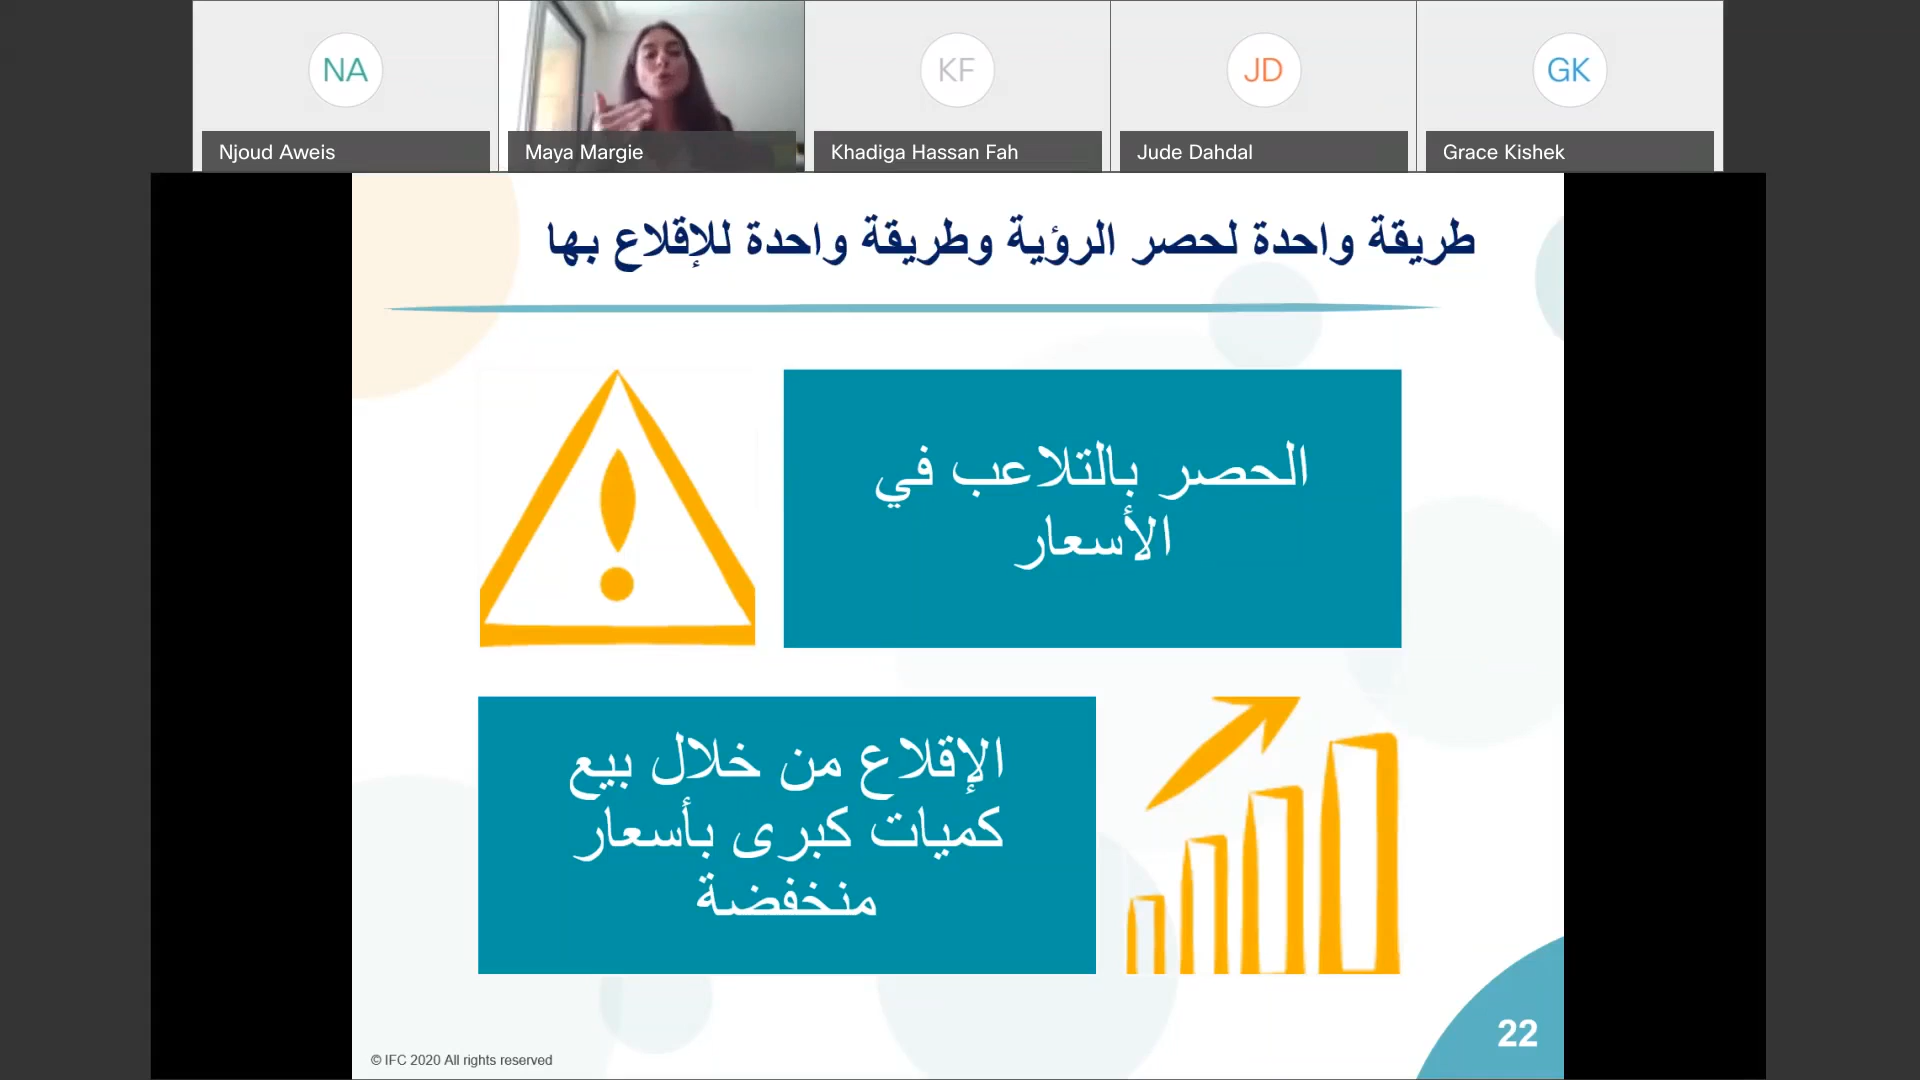 NA
KF
JD
GK
Njoud Aweis
Maya Margie
Khadiga Hassan Fah
Jude Dahdal
Grace Kishek
طريقة واحدة لحصر الرؤية وطريقة واحدة للإقلاع بها
الحصر بالتلاعب في
الأسعار
الإقلاع من خلال بيع
كميات كبرى بأسعار
منخفضة
22
© IFC 2020 All rights reserved